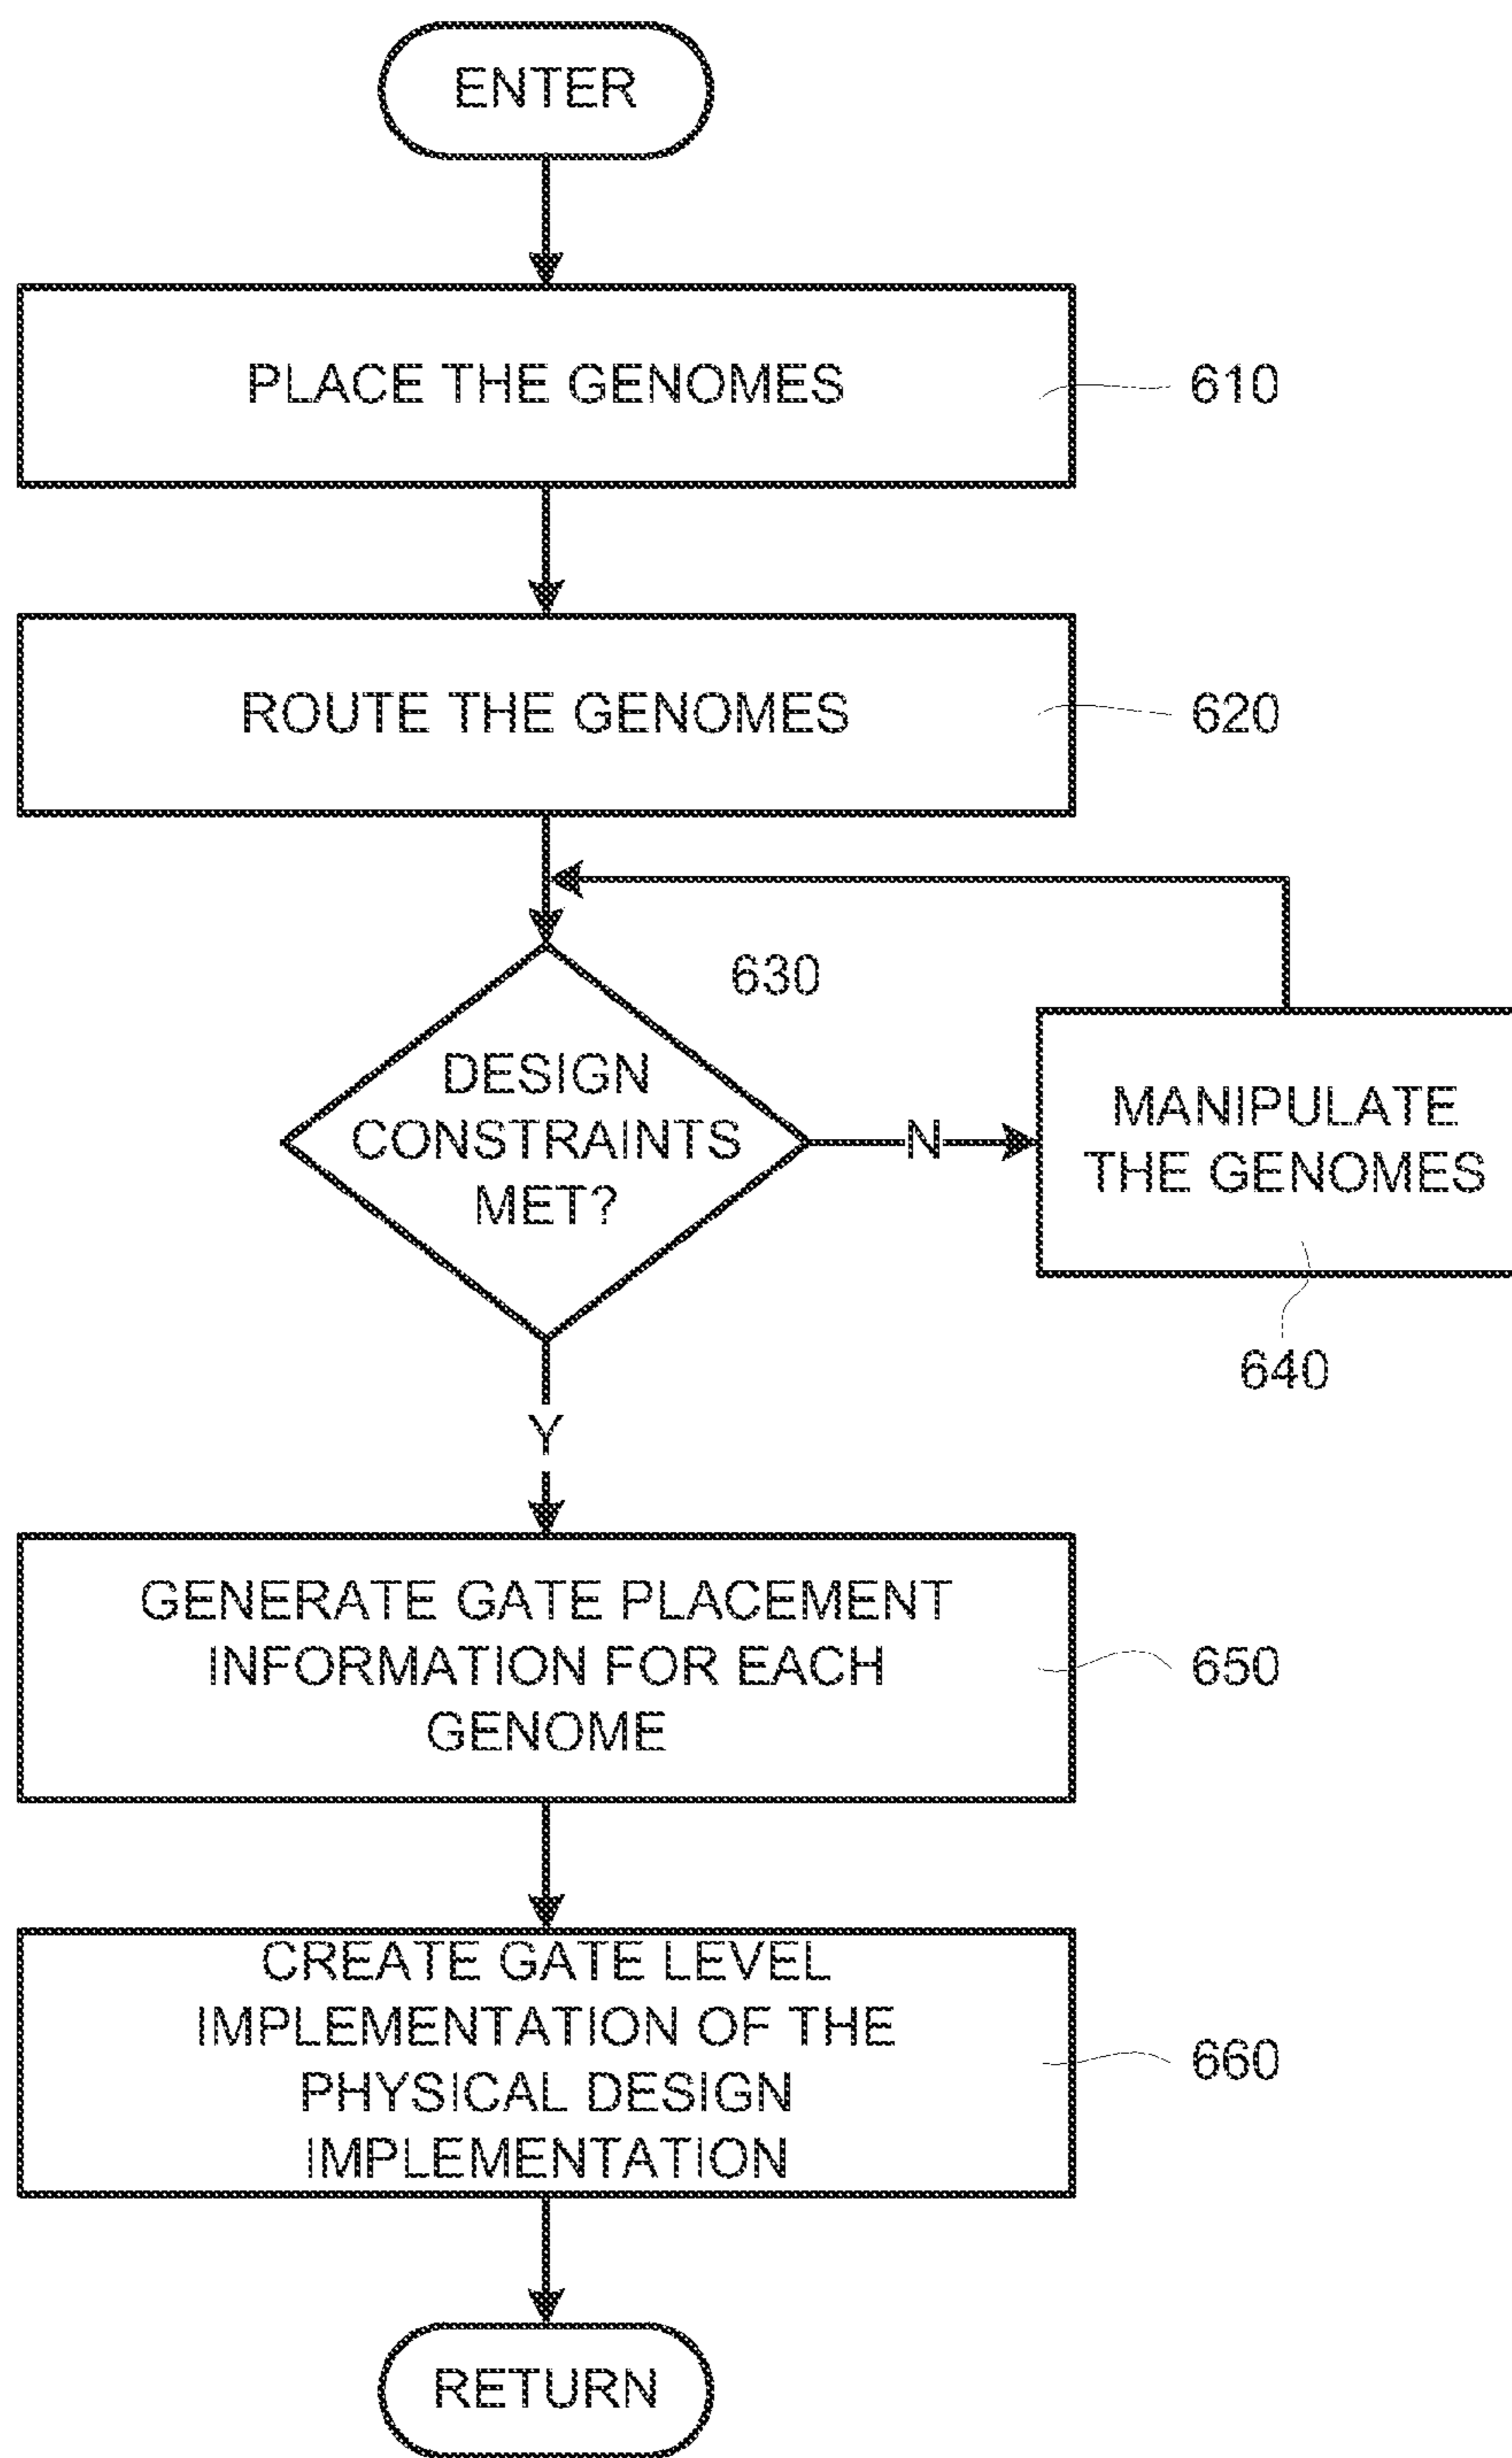 ENTER
PLACE THE GENOMES
610
ROUTE THE GENOMES
620
630
DESIGN
CONSTRAINTS
MET?
N
MANIPULATE
THE GENOMES
640
Y
GENERATE GATE PLACEMENT
INFORMATION FOR EACH
GENOME
650
CREATE GATE LEVEL
IMPLEMENTATION OF THE
PHYSICAL DESIGN
IMPLEMENTATION
660
RETURN